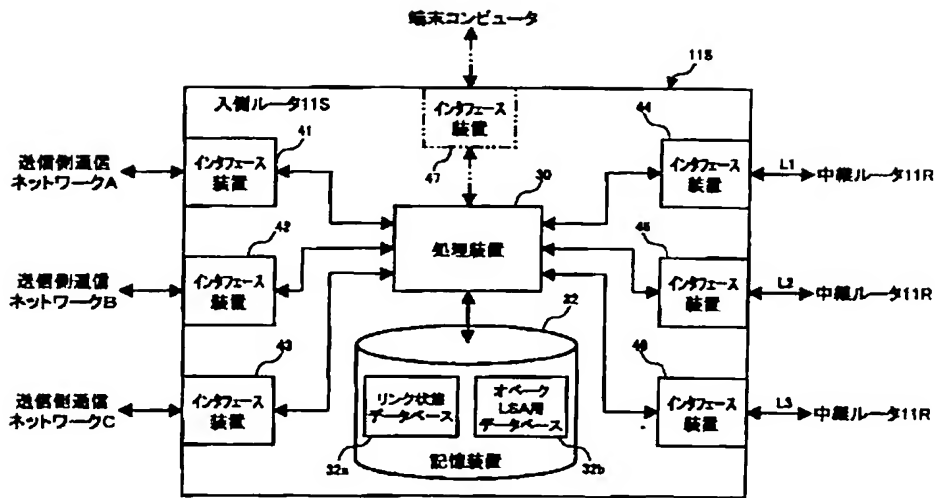 端末コンピュータ
11S
入側ルータ11S
インタフェース
装置
47
41
インタフェース
装置
送信側通信
ネットワークA
42
インタフェース
装置
送信側通信
ネットワークB
43
インタフェース
装置
送信側通信
ネットワークC
30
処理装置
44
インタフェース
装置
L1
中継ルータ11R
45
インタフェース
装置
L2
中継ルータ11R
46
インタフェース
装置
L3
中継ルータ11R
32
リンク状態
データベース
32a
オペーク
LSA用
データベース
32b
記憶装置